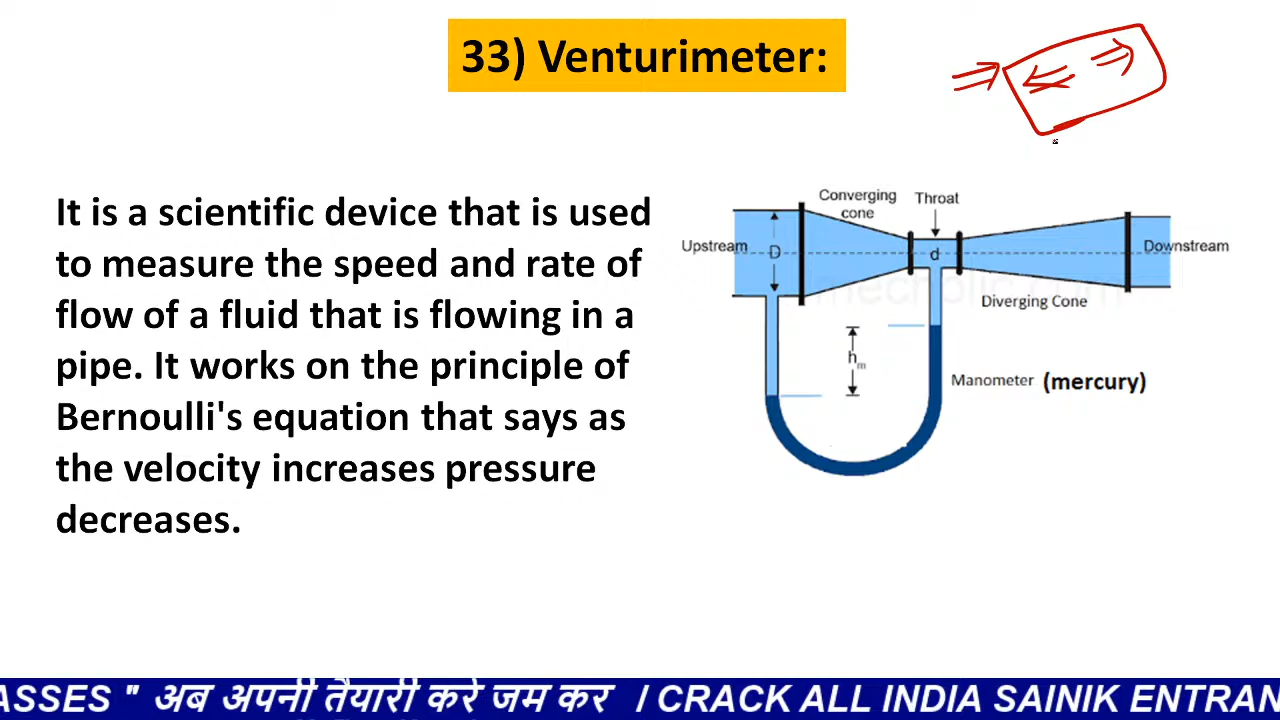 33) Venturimeter:
It is a scientific device that is used
to measure the speed and rate of
flow of a fluid that is flowing in a
pipe. It works on the principle of
Bernoulli's equation that says as
the velocity increases pressure
decreases.
Converging
cone
Throat
Upstream
D
d
Downstream
Diverging Cone
hm
Manometer (mercury)
ASSES " अब अपनी तैयारी करे जम कर / CRACK ALL INDIA SAINIK ENTRAN